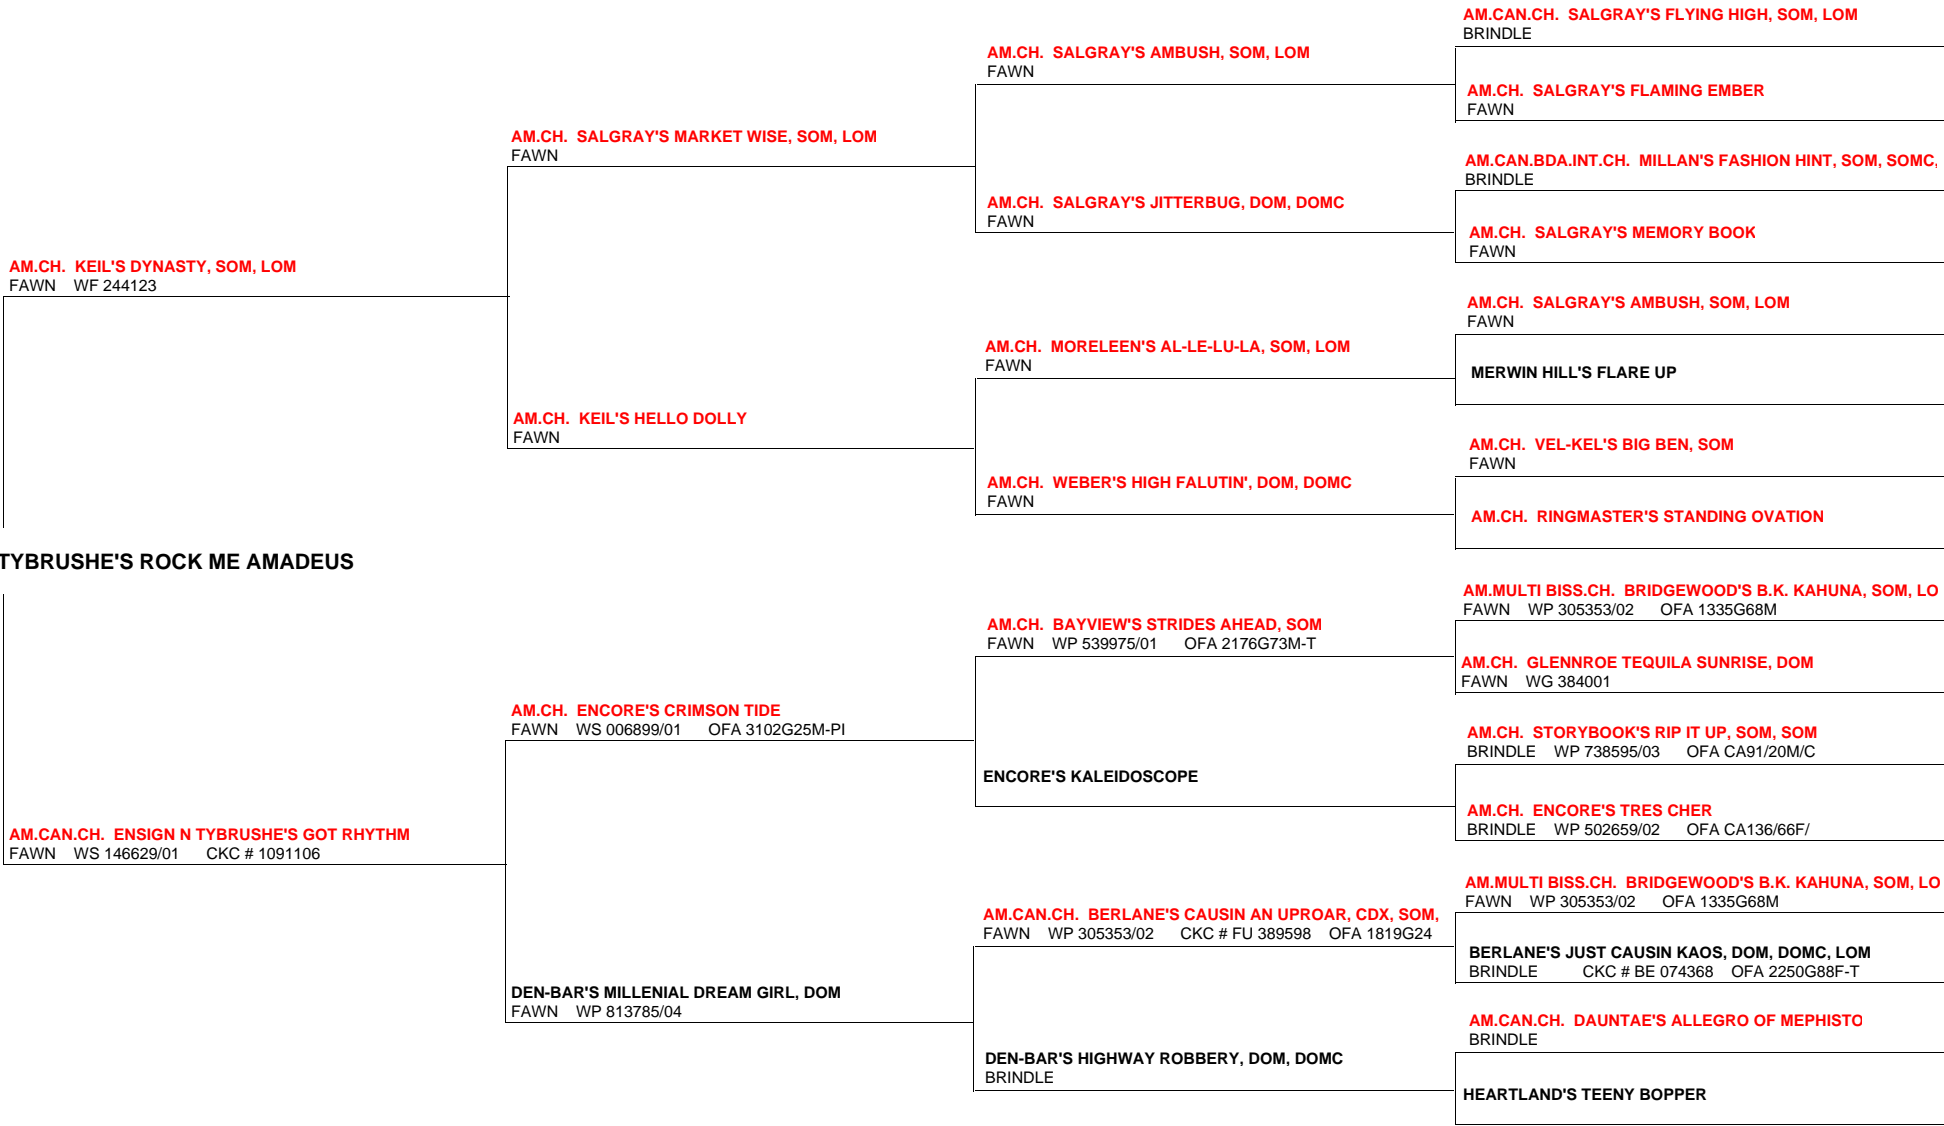 AM.CAN.CH. SALGRAY'S FLYING HIGH, SOM, LOM
BRINDLE
AM.CH. SALGRAY'S AMBUSH, SOM, LOM
FAWN
AM.CH. SALGRAY'S FLAMING EMBER
FAWN
AM.CH. SALGRAY'S MARKET WISE, SOM, LOM
FAWN
AM.CAN.BDA.INT.CH. MILLAN'S FASHION HINT, SOM, SOMC,
BRINDLE
AM.CH. SALGRAY'S JITTERBUG, DOM, DOMC
FAWN
AM.CH. SALGRAY'S MEMORY BOOK
FAWN
AM.CH. KEIL'S DYNASTY, SOM, LOM
FAWN WF 244123
AM.CH. SALGRAY'S AMBUSH, SOM, LOM
FAWN
AM.CH. MORELEEN'S AL-LE-LU-LA, SOM, LOM
FAWN
MERWIN HILL'S FLARE UP
AM.CH. KEIL'S HELLO DOLLY
FAWN
AM.CH. VEL-KEL'S BIG BEN, SOM
FAWN
AM.CH. WEBER'S HIGH FALUTIN', DOM, DOMC
FAWN
AM.CH. RINGMASTER'S STANDING OVATION
TYBRUSHE'S ROCK ME AMADEUS
AM.MULTI BISS.CH. BRIDGEWOOD'S B.K. KAHUNA, SOM, LO
FAWN WP 305353/02 OFA 1335G68M
AM.CH. BAYVIEW'S STRIDES AHEAD, SOM
FAWN WP 539975/01 OFA 2176G73M-T
AM.CH. GLENNROE TEQUILA SUNRISE, DOM
FAWN WG 384001
AM.CH. ENCORE'S CRIMSON TIDE
FAWN WS 006899/01 OFA 3102G25M-PI
AM.CH. STORYBOOK'S RIP IT UP, SOM, SOM
BRINDLE WP 738595/03 OFA CA91/20M/C
ENCORE'S KALEIDOSCOPE
AM.CH. ENCORE'S TRES CHER
BRINDLE WP 502659/02 OFA CA136/66F/
AM.CAN.CH. ENSIGN N TYBRUSHE'S GOT RHYTHM
FAWN WS 146629/01 CKC # 1091106
AM.MULTI BISS.CH. BRIDGEWOOD'S B.K. KAHUNA, SOM, LO
FAWN WP 305353/02 OFA 1335G68M
AM.CAN.CH. BERLANE'S CAUSIN AN UPROAR, CDX, SOM,
FAWN WP 305353/02 CKC # FU 389598 OFA 1819G24
BERLANE'S JUST CAUSIN KAOS, DOM, DOMC, LOM
BRINDLE CKC # BE 074368 OFA 2250G88F-T
DEN-BAR'S MILLENIAL DREAM GIRL, DOM
FAWN WP 813785/04
AM.CAN.CH. DAUNTAE'S ALLEGRO OF MEPHISTO
BRINDLE
DEN-BAR'S HIGHWAY ROBBERY, DOM, DOMC
BRINDLE
HEARTLAND'S TEENY BOPPER